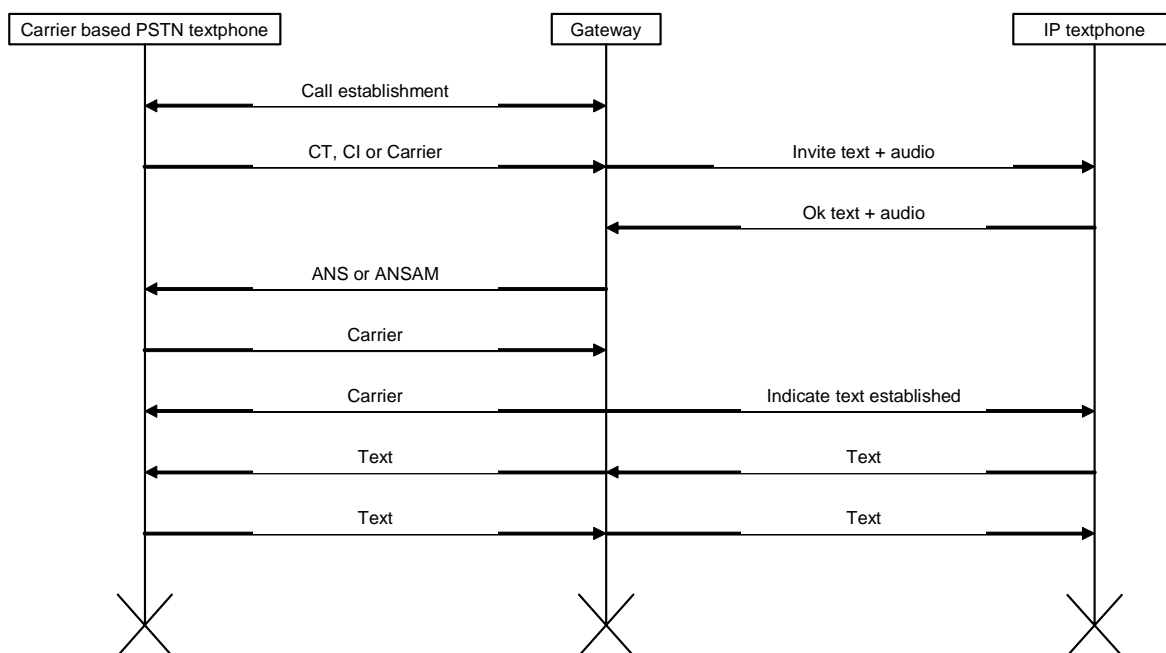 Carrier based PSTN textphone
Gateway
IP textphone
Call establishment
CT, CI or Carrier
Invite text + audio
Ok text + audio
ANS or ANSAM
Carrier
Carrier
Indicate text established
Text
Text
Text
Text